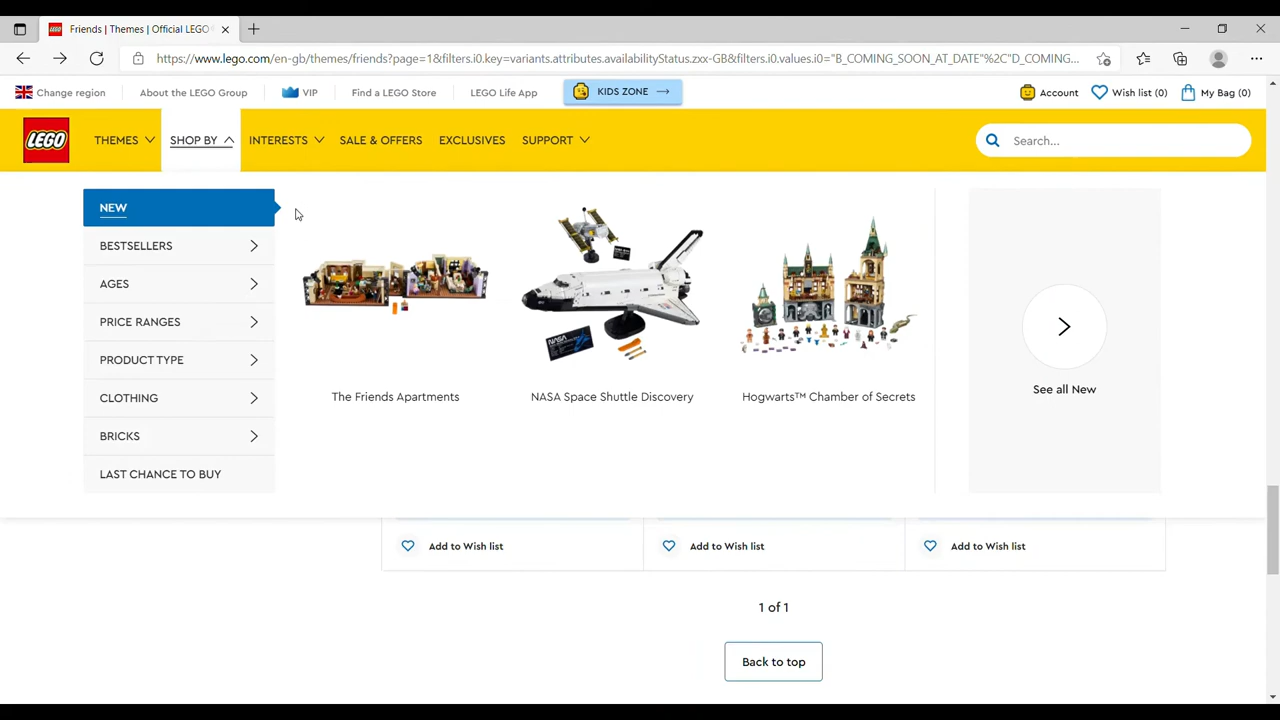 Friends | Themes | Official LEGO
https://www.lego.com/en-gb/themes/friends?page=1&filters.i0.key=variants.attributes.availabilityStatus.zxx-GB&filters.i0.values.i0="B_COMING_SOON_AT_DATE"%2C"D_COMING...
Change region
About the LEGO Group
VIP
Find a LEGO Store
LEGO Life App
KIDS ZONE
Account
Wish list (0)
My Bag (0)
LEGO
THEMES
SHOP BY
INTERESTS
SALE & OFFERS
EXCLUSIVES
SUPPORT
Search...
NEW
BESTSELLERS
AGES
PRICE RANGES
PRODUCT TYPE
CLOTHING
BRICKS
LAST CHANCE TO BUY
NASA
The Friends Apartments
NASA Space Shuttle Discovery
Hogwarts™ Chamber of Secrets
See all New
Add to Wish list
Add to Wish list
Add to Wish list
1 of 1
Back to top